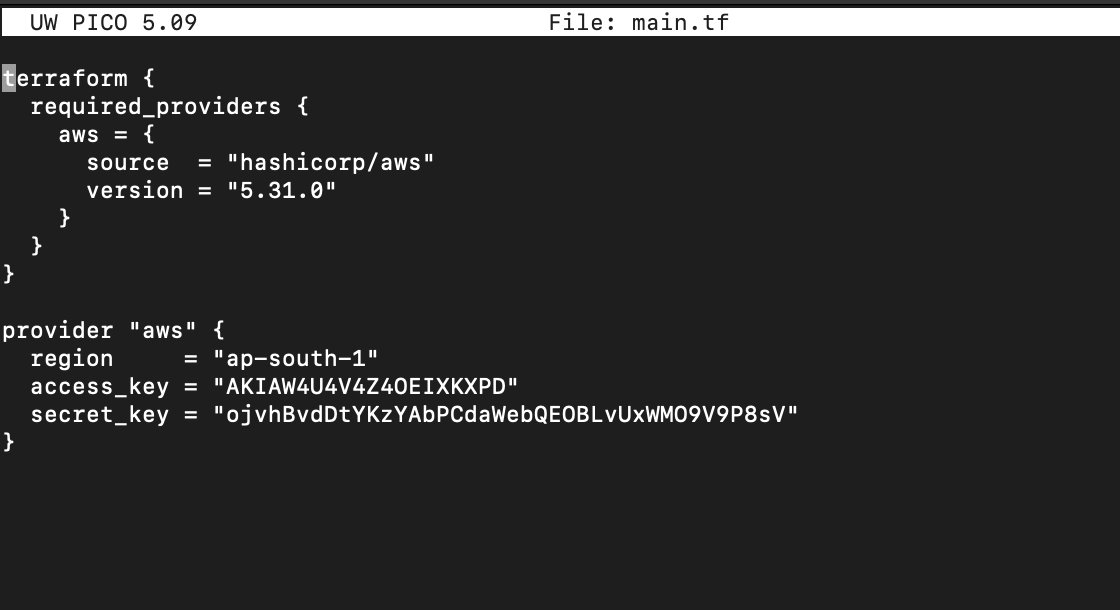 UW PICO 5.09 File: main.tf
terraform {
  required_providers {
    aws = {
      source  = "hashicorp/aws"
      version = "5.31.0"
    }
  }
}
provider "aws" {
  region     = "ap-south-1"
  access_key = "AKIAW4U4V4Z4OEIXKXPD"
  secret_key = "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"
}